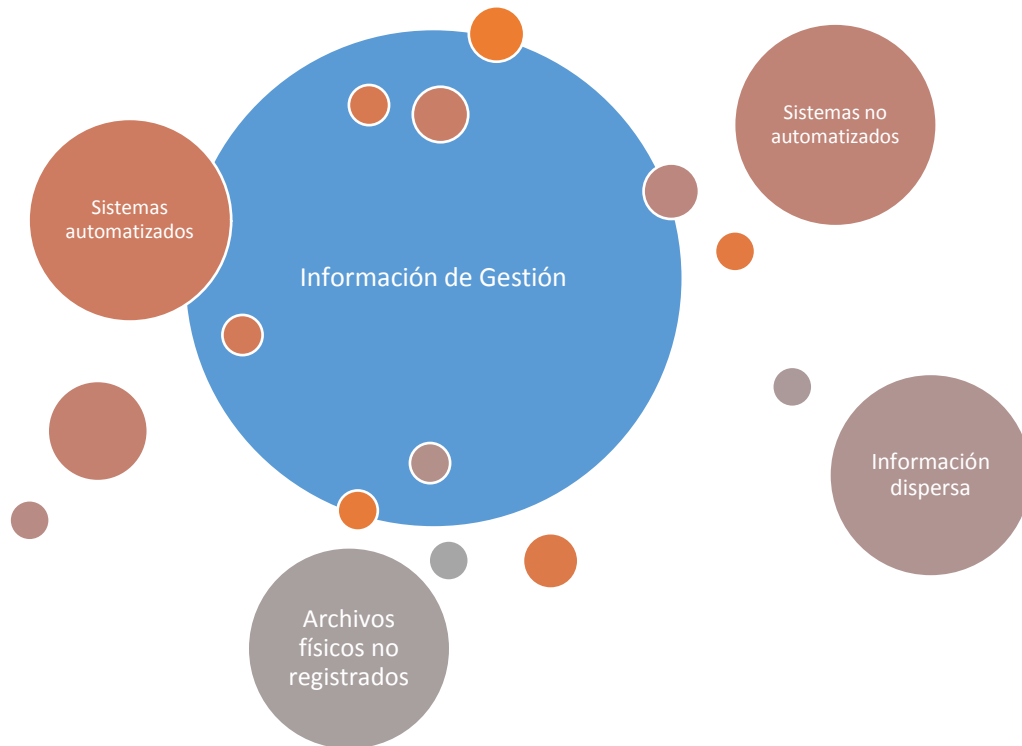 Sistemas no
automatizados
Sistemas
automatizados
Información de Gestión
Información
dispersa
Archivos
físicos no
registrados